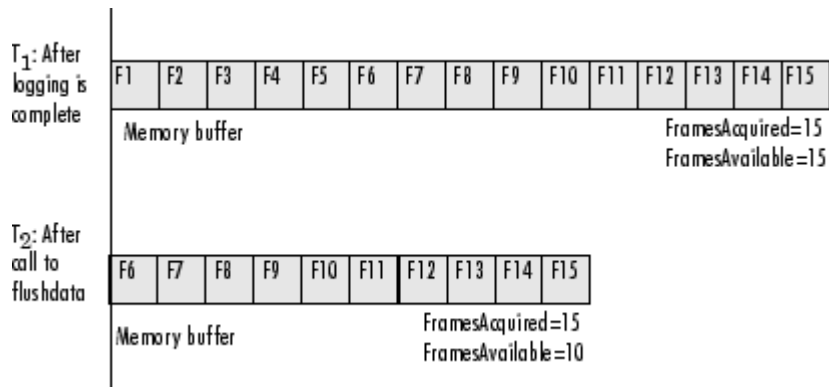 T1: After
logging is
complete
F1 F2 F3 F4 F5 F6 F7 F8 F9 F10 F11 F12 F13 F14 F15
Memory buffer
FramesAcquired=15
FramesAvailable=15
T2: After
call to
flushdata
F6 F7 F8 F9 F10 F11 F12 F13 F14 F15
Memory buffer
FramesAcquired=15
FramesAvailable=10